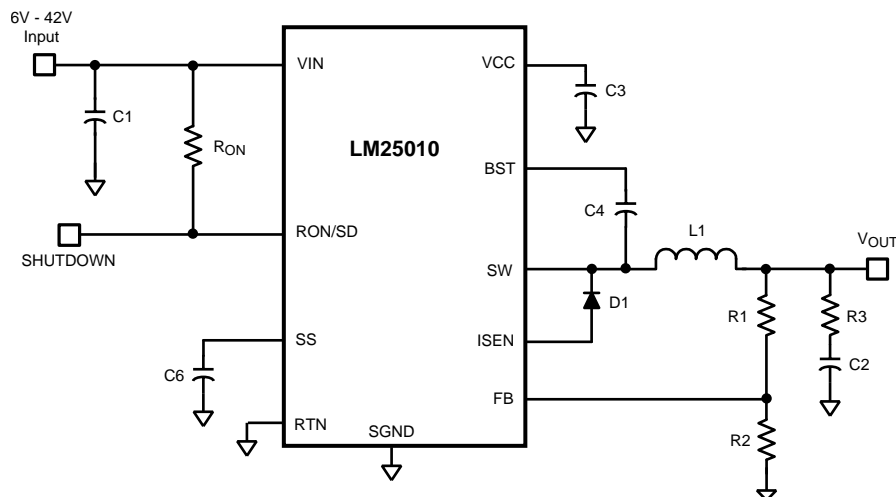 6V - 42V
Input
VIN
VCC
C3
C1
RON
LM25010
BST
C4
L1
VOUT
RON/SD
SHUTDOWN
SW
D1
R1
R3
ISEN
SS
C2
C6
FB
RTN
SGND
R2